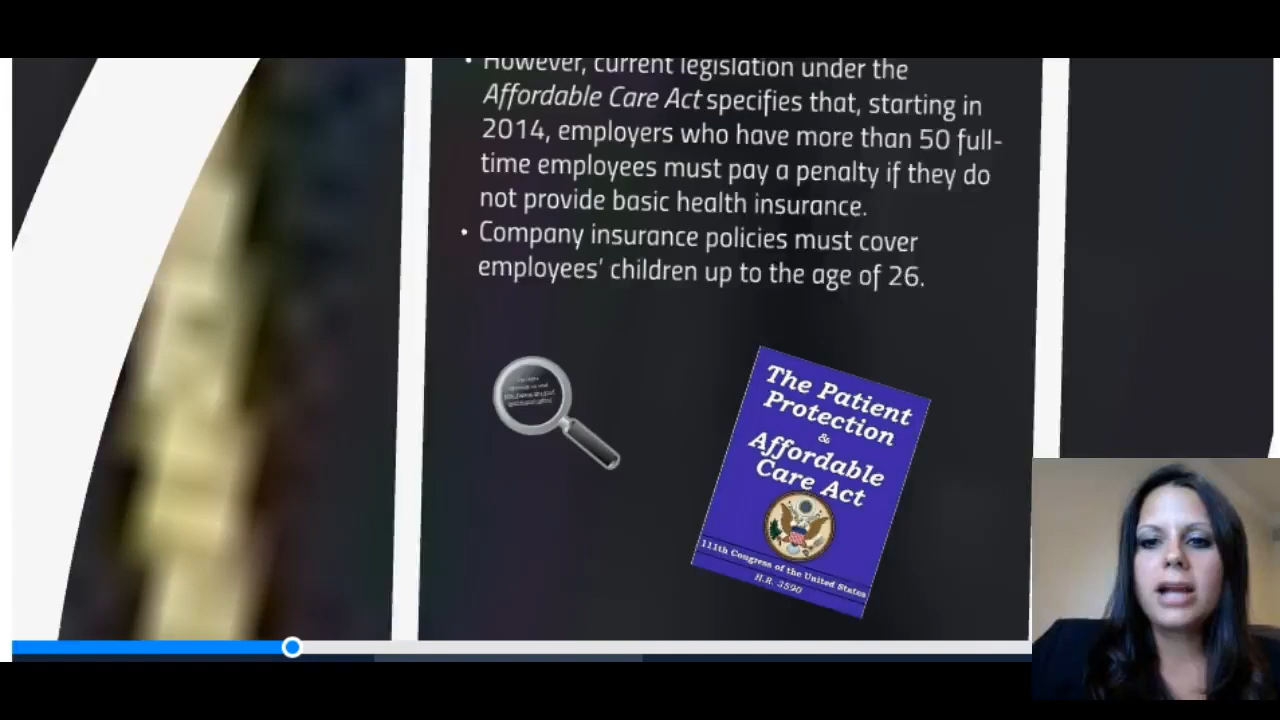 • However, current legislation under the
Affordable Care Act specifies that, starting in
2014, employers who have more than 50 full-
time employees must pay a penalty if they do
not provide basic health insurance.
• Company insurance policies must cover
employees' children up to the age of 26.
The Patient
Protection
&
Affordable
Care Act
111th Congress of the United States
H.R. 3590